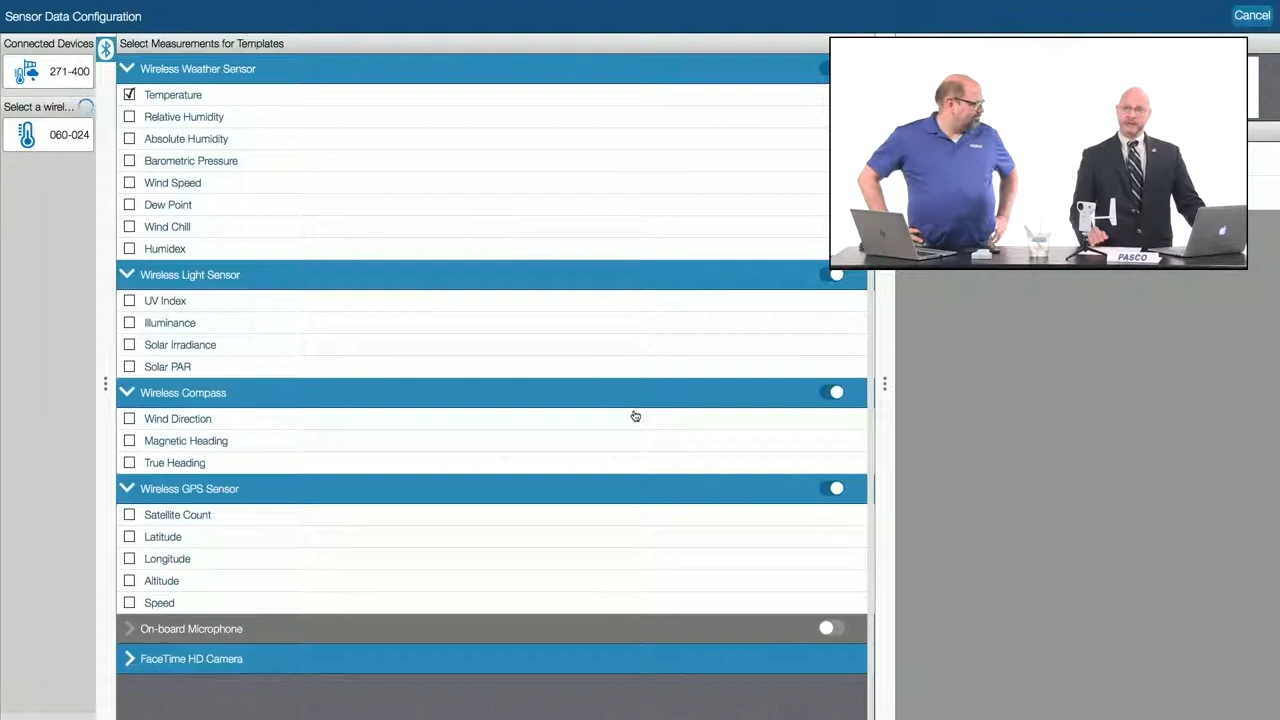 Sensor Data Configuration
Cancel
Connected Devices
Select Measurements for Templates
271-400
Select a wirel...
060-024
Wireless Weather Sensor
Temperature
Relative Humidity
Absolute Humidity
Barometric Pressure
Wind Speed
Dew Point
Wind Chill
Humidex
Wireless Light Sensor
UV Index
Illuminance
Solar Irradiance
Solar PAR
Wireless Compass
Wind Direction
Magnetic Heading
True Heading
Wireless GPS Sensor
Satellite Count
Latitude
Longitude
Altitude
Speed
On-board Microphone
FaceTime HD Camera
PASCO